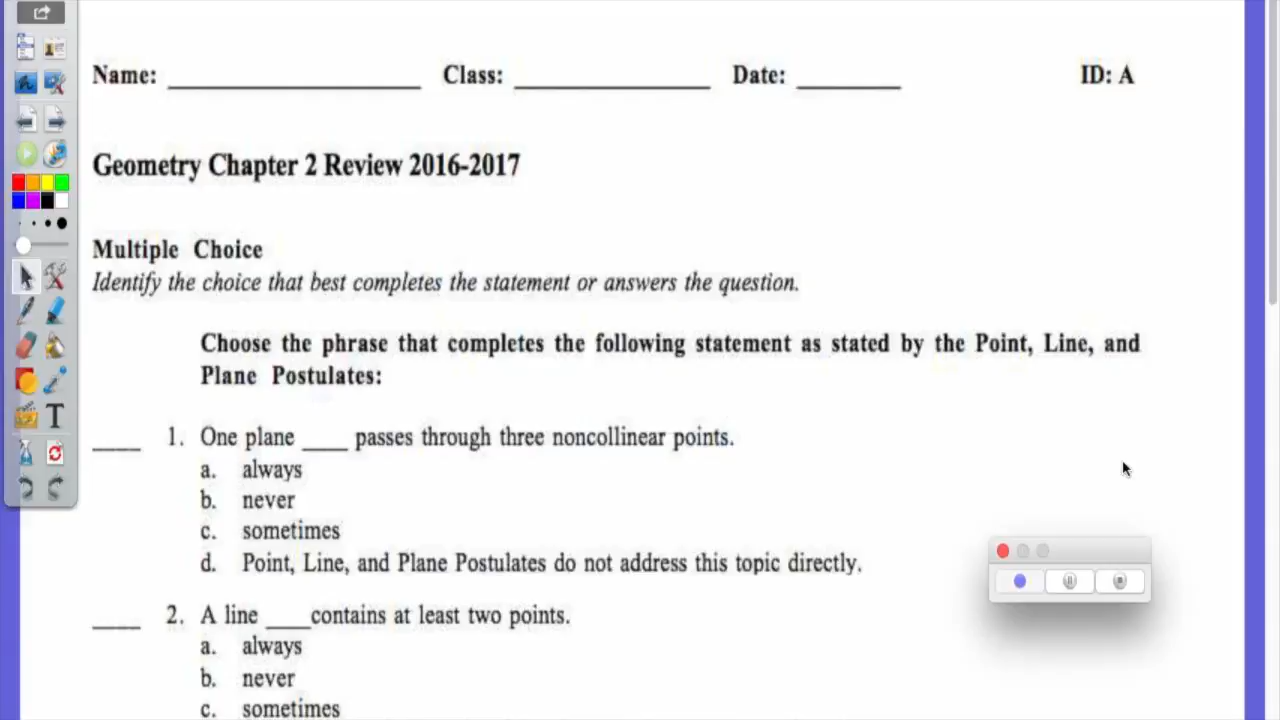 Name: ____________________ Class: ________________ Date: _________ ID: A
Geometry Chapter 2 Review 2016-2017
Multiple Choice
Identify the choice that best completes the statement or answers the question.
Choose the phrase that completes the following statement as stated by the Point, Line, and
Plane Postulates:
____ 1. One plane ____ passes through three noncollinear points.
a. always
b. never
c. sometimes
d. Point, Line, and Plane Postulates do not address this topic directly.
____ 2. A line ____contains at least two points.
a. always
b. never
c. sometimes